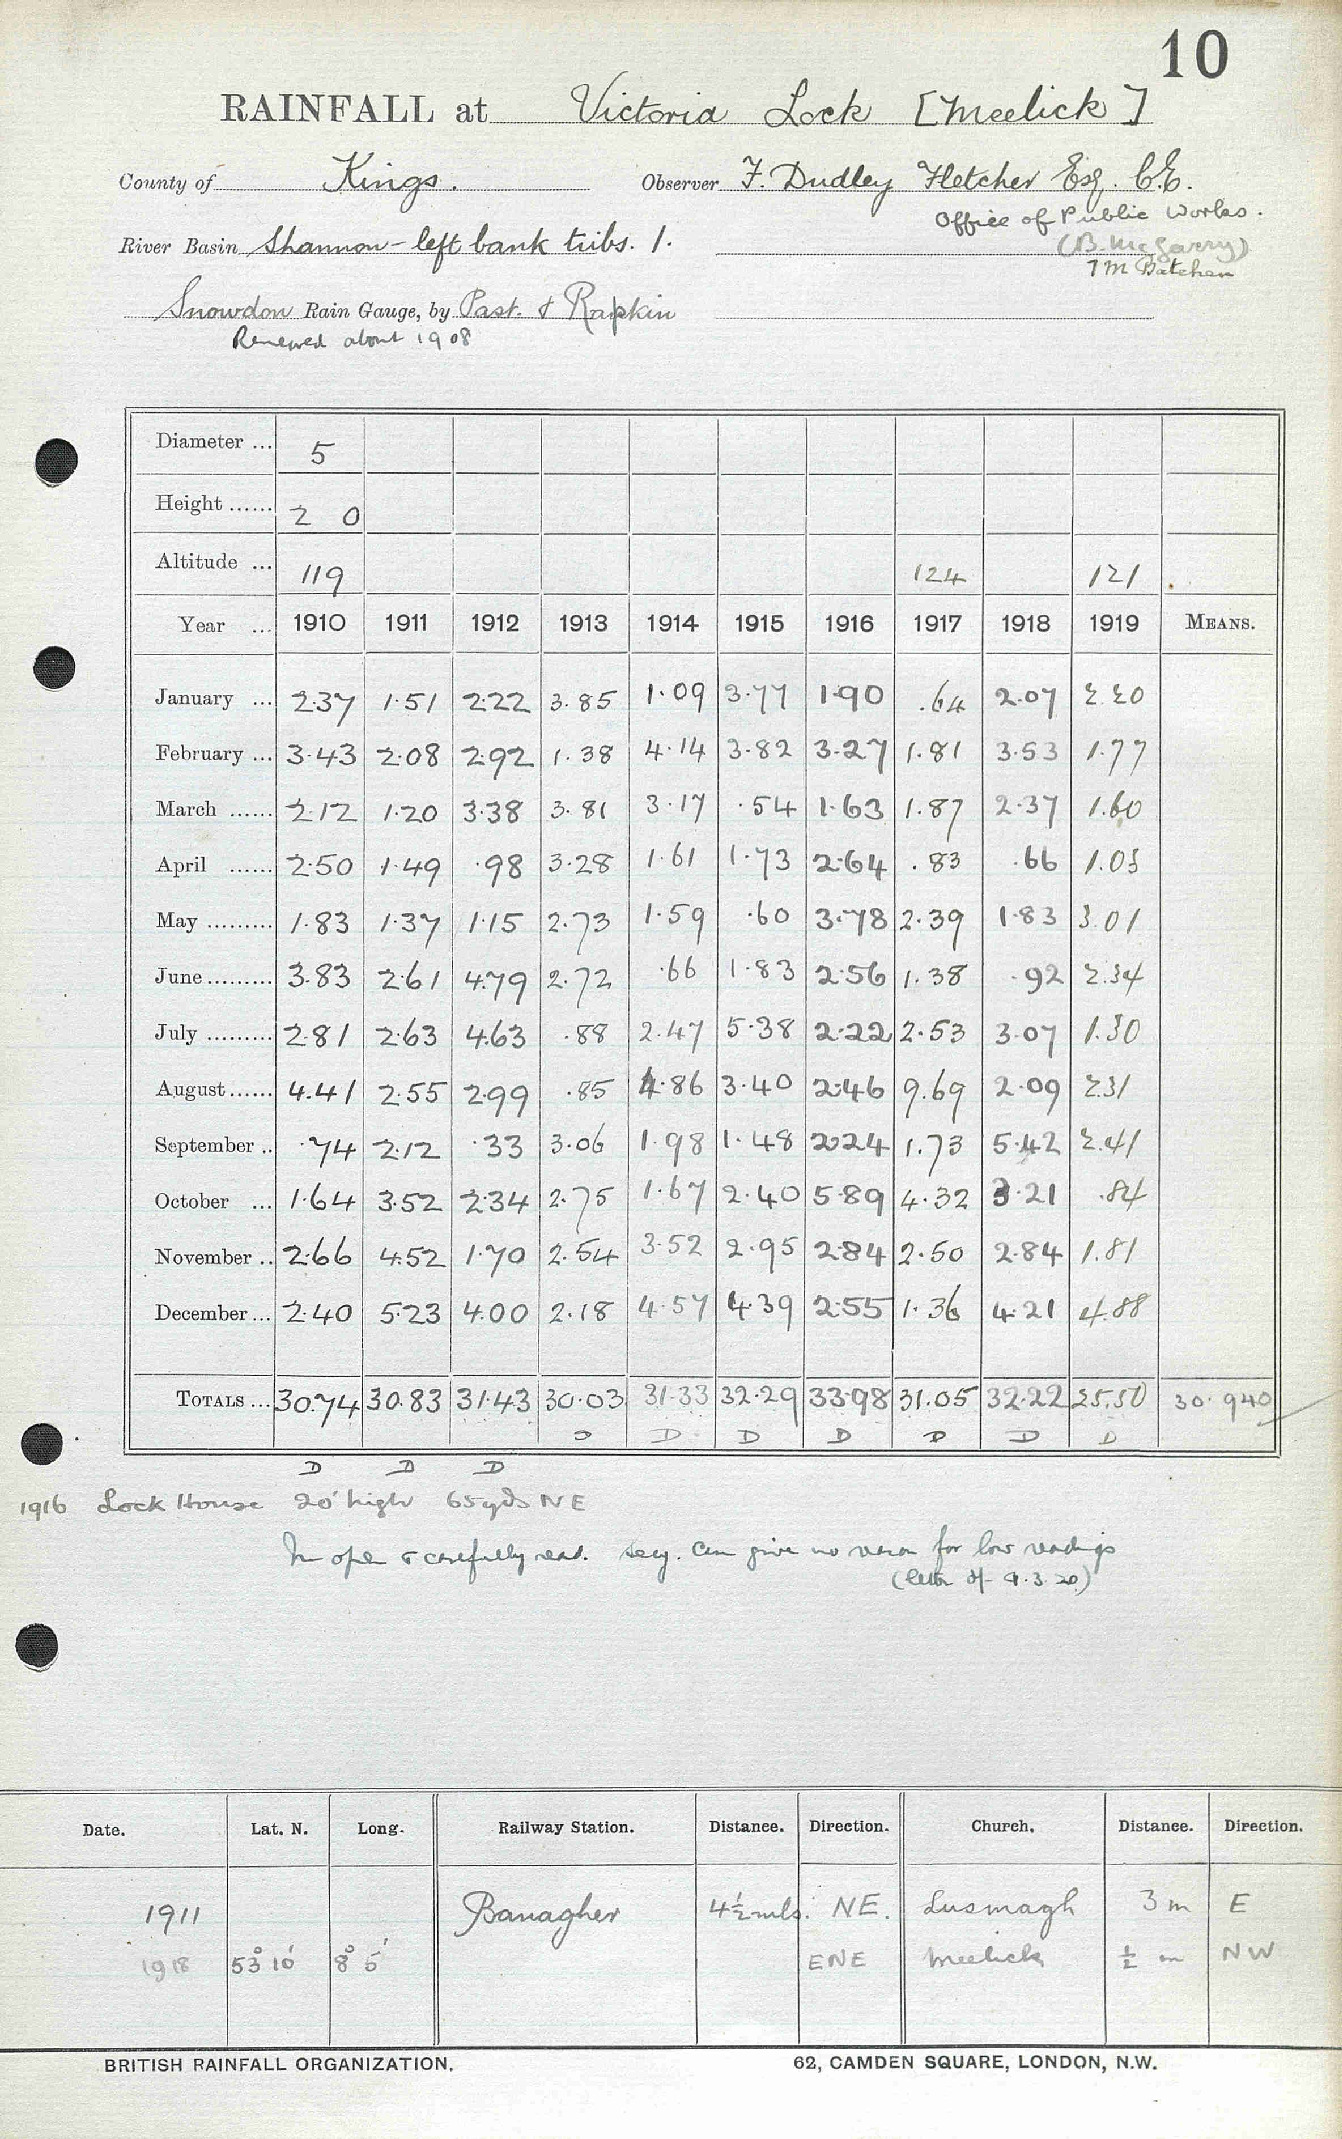 10
RAINFALL at Victoria Lock [Meelick]
County of Kings. Observer F. Dudley Fletcher Esq. C.E.
Office of Public Works.
River Basin Shannon - left bank tribs. 1. (B. McGaverry)
Snowdon Rain Gauge, by Past. & Rapkin
Renewed about 1908
Diameter ... 5
Height ...... 2 0
Altitude ... 119 124 121
Year ... 1910 1911 1912 1913 1914 1915 1916 1917 1918 1919 MEANS.
January ... 2.37 1.51 2.22 3.85 1.09 3.77 1.90 .64 2.07 2.20
February ... 3.43 2.08 2.92 1.38 4.14 3.82 3.27 1.81 3.53 1.77
March ...... 2.12 1.20 3.38 3.81 3.17 .54 1.63 1.87 2.37 1.60
April ...... 2.50 1.49 .98 3.28 1.61 1.73 2.64 .83 .66 1.03
May ......... 1.83 1.37 1.15 2.73 1.59 .60 3.78 2.39 1.83 3.01
June ......... 3.83 2.61 4.79 2.72 .66 1.83 2.56 1.38 .92 2.34
July ......... 2.81 2.63 4.63 .88 2.47 5.38 2.22 2.53 3.07 1.30
August ...... 4.41 2.55 2.99 .85 4.86 3.40 2.46 9.69 2.09 2.31
September .. .74 2.12 .33 3.06 1.98 1.48 2.24 1.73 5.42 2.41
October ... 1.64 3.52 2.34 2.75 1.67 2.40 5.89 4.32 3.21 .84
November .. 2.66 4.52 1.70 2.54 3.52 2.95 2.84 2.50 2.84 1.81
December ... 2.40 5.23 4.00 2.18 4.57 4.39 2.55 1.36 4.21 4.88
TOTALS ... 30.74 30.83 31.43 30.03 31.33 32.29 33.98 31.05 32.22 25.50 30.940
D D D D D D D
D D D
1916 Lock House 20' high 65 yds NE
In open & carefully read. Secy. can give no reason for low readings
(letter of 9.3.20)
Date. Lat. N. Long. Railway Station. Distance. Direction. Church. Distance. Direction.
1911 Banagher 4½ mls. NE. Lusmagh 3 m E
1918 53° 10' 8° 5' ENE Meelick ½ m NW
BRITISH RAINFALL ORGANIZATION. 62, CAMDEN SQUARE, LONDON, N.W.